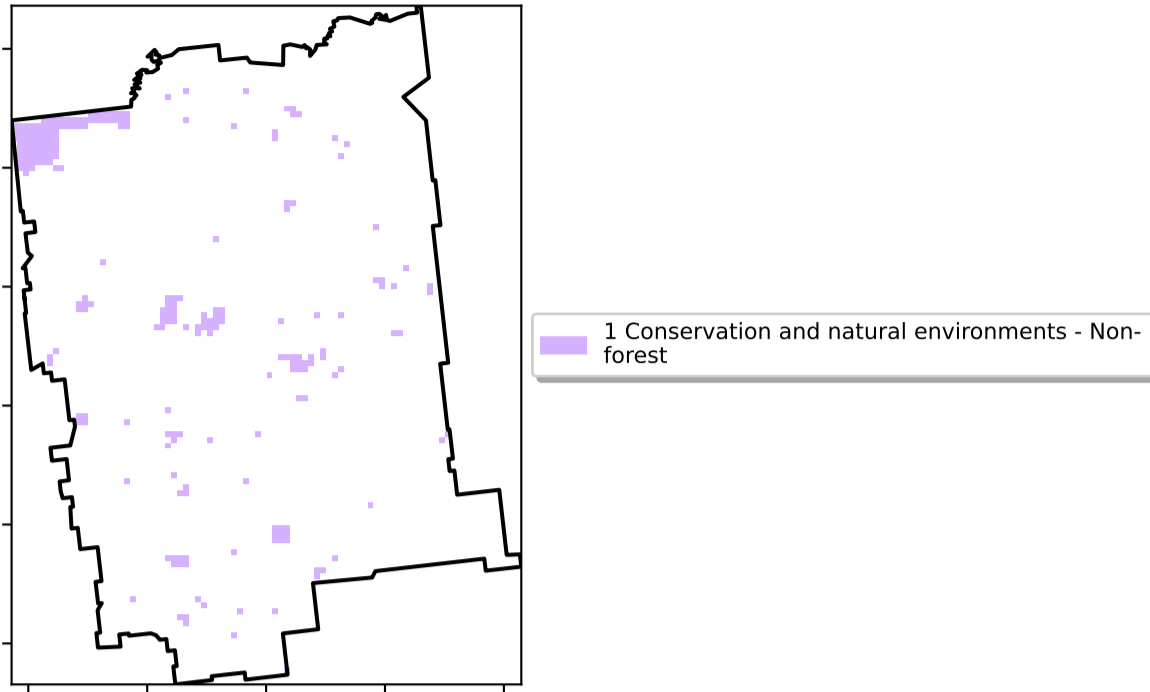 1 Conservation and natural environments - Non-
forest